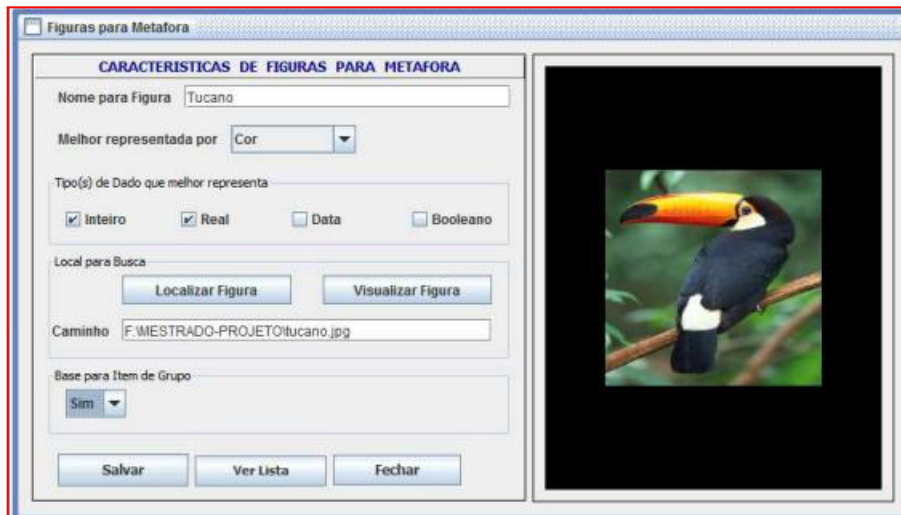 Figuras para Metafora
CARACTERISTICAS DE FIGURAS PARA METAFORA
Nome para Figura Tucano
Melhor representada por Cor
Tipo(s) de Dado que melhor representa
Inteiro Real Data Booleano
Local para Busca
Localizar Figura Visualizar Figura
Caminho F:\MESTRADO-PROJETO\tucano.jpg
Base para Item de Grupo
Sim
Salvar Ver Lista Fechar